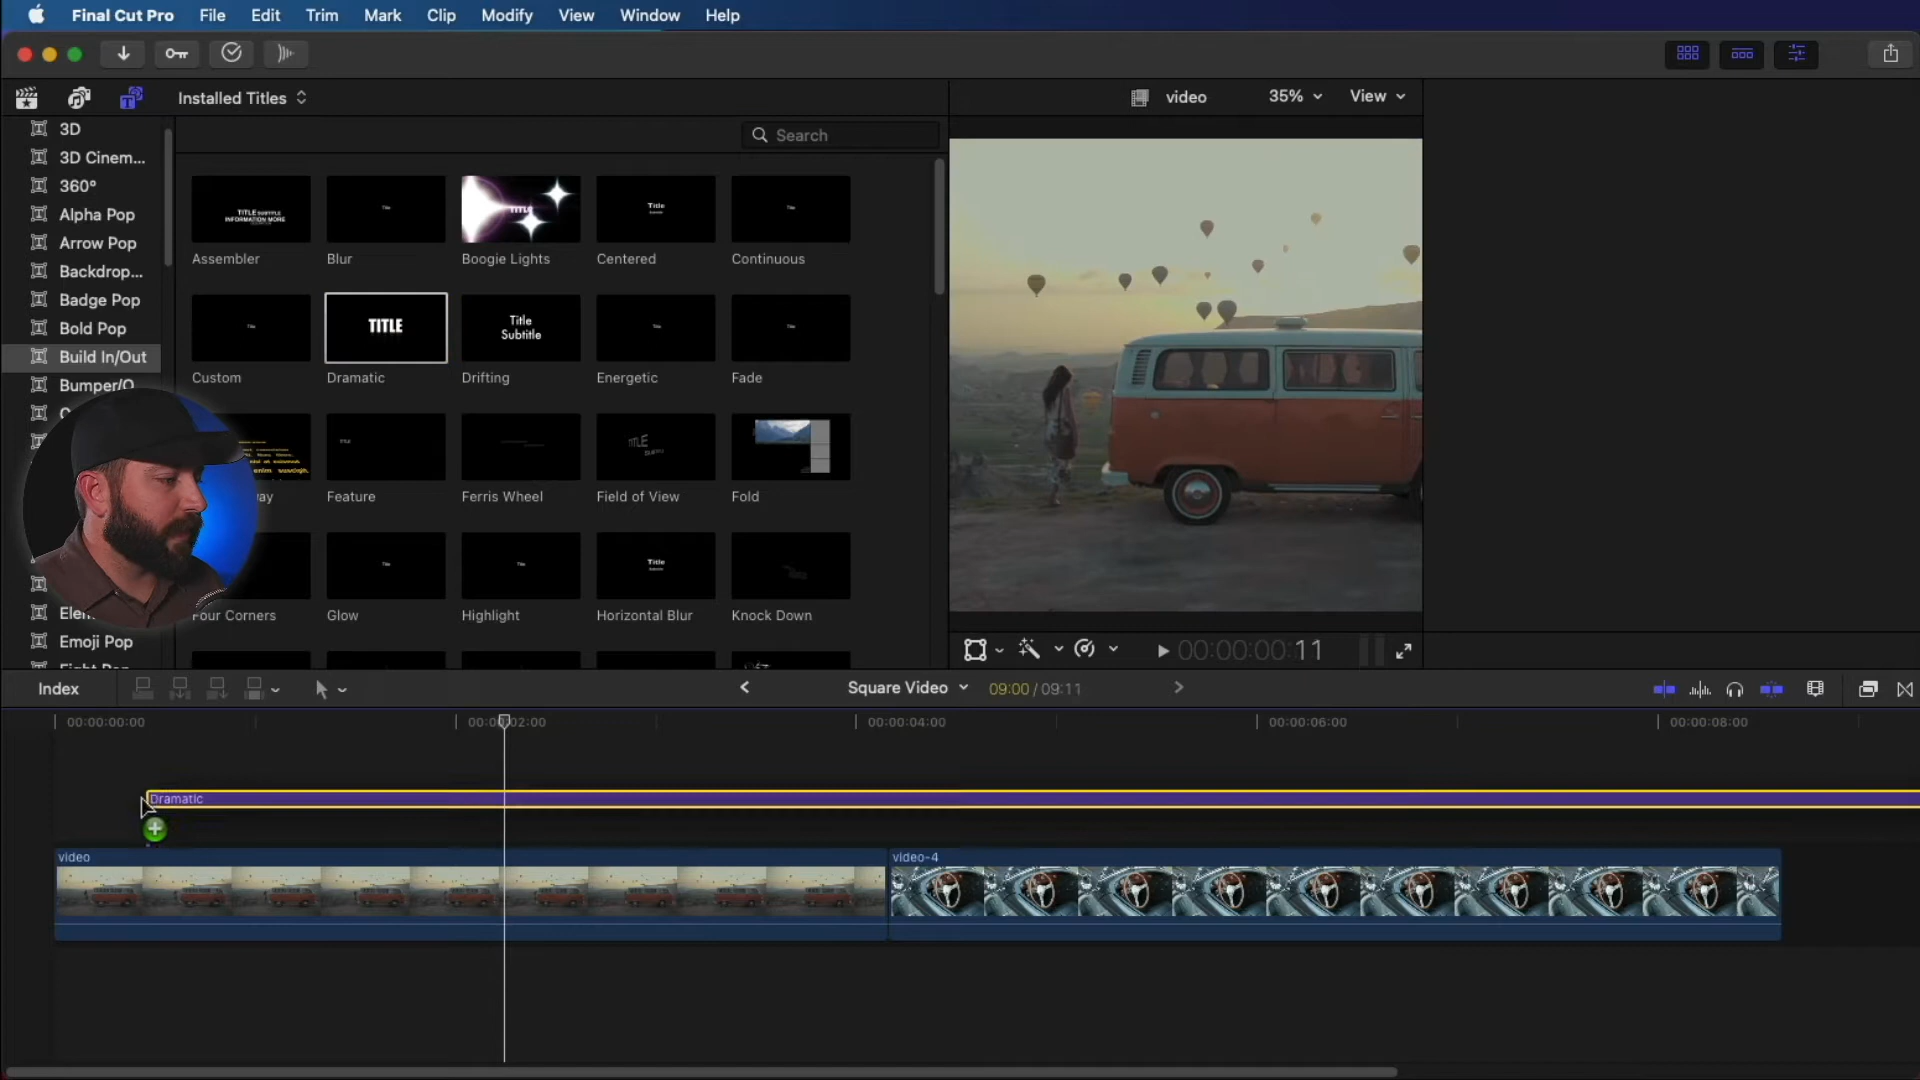 Final Cut Pro File Edit Trim Mark Clip Modify View Window Help
Installed Titles
video 35% View
Search
3D
3D Cinem...
360°
Alpha Pop
Arrow Pop
Backdrop...
Badge Pop
Bold Pop
Build In/Out
Bumper/O
Emoji Pop
Assembler Blur Boogie Lights Centered Continuous
TITLE
Title
Subtitle
Custom Dramatic Drifting Energetic Fade
Feature Ferris Wheel Field of View Fold
Four Corners Glow Highlight Horizontal Blur Knock Down
00:00:00:11
Index
Square Video 09:00 / 09:11
00:00:00:00 00:00:02:00 00:00:04:00 00:00:06:00 00:00:08:00
Dramatic
video video-4